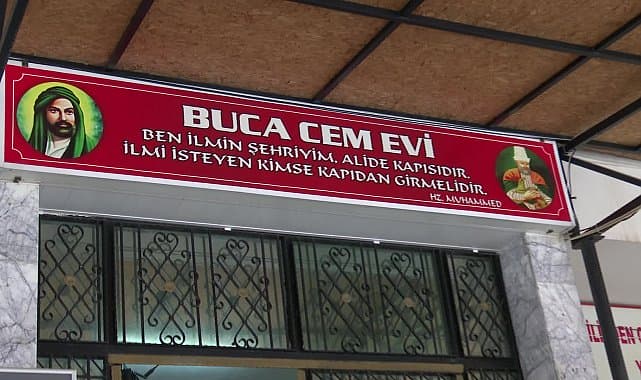 BUCA CEM EVİ
BEN İLMİN ŞEHRİYİM, ALİDE KAPISIDIR.
İLMİ İSTEYEN KİMSE KAPIDAN GİRMELİDİR.
HZ. MUHAMMED